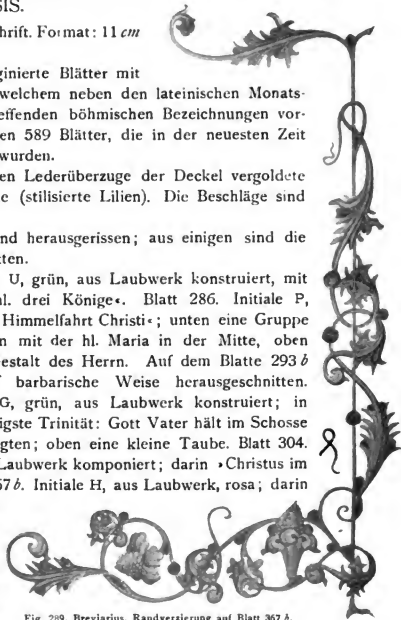 SIS.
chrift. Format: 11 cm
ginierte Blätter mit
welchem neben den lateinischen Monats-
effenden böhmischen Bezeichnungen vor-
en 589 Blätter, die in der neuesten Zeit
wurden.
en Lederüberzuge der Deckel vergoldete
e (stilisierte Lilien). Die Beschläge sind
nd herausgerissen; aus einigen sind die
tten.
U, grün, aus Laubwerk konstruiert, mit
hl. drei Könige«. Blatt 286. Initiale P,
Himmelfahrt Christi«; unten eine Gruppe
n mit der hl. Maria in der Mitte, oben
estalt des Herrn. Auf dem Blatte 293 b
f barbarische Weise herausgeschnitten.
G, grün, aus Laubwerk konstruiert; in
igste Trinität: Gott Vater hält im Schosse
gten; oben eine kleine Taube. Blatt 304.
Laubwerk komponiert; darin »Christus im
67 b. Initiale H, aus Laubwerk, rosa; darin
Fig. 289. Breviarius. Randverzierung auf Blatt 367 b.